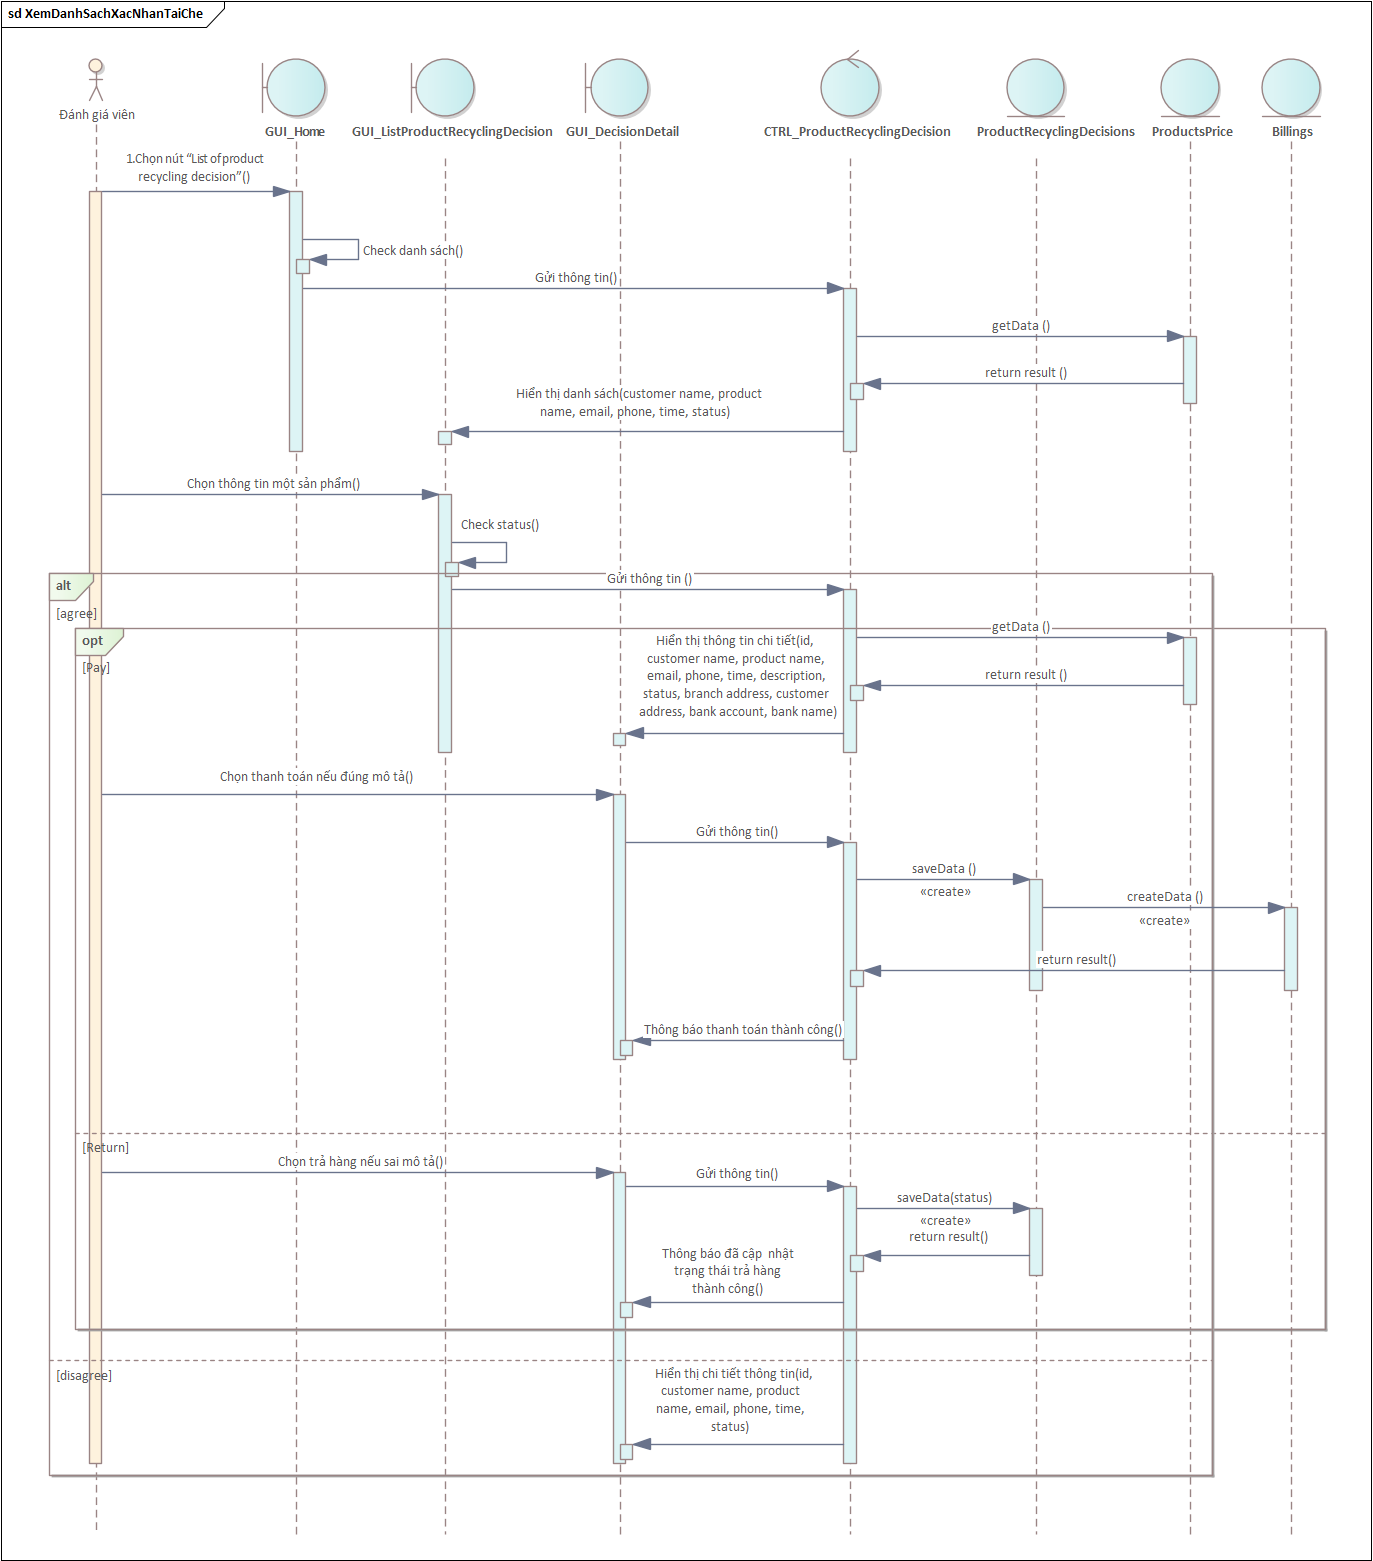 sd XemDanhSachXacNhanTaiChe
Đánh giá viên
GUI_Home
GUI_ListProductRecyclingDecision
GUI_DecisionDetail
CTRL_ProductRecyclingDecision
ProductRecyclingDecisions
ProductsPrice
Billings
1.Chọn nút “List of product
recycling decision”()
Check danh sách()
Gửi thông tin()
getData ()
return result ()
Hiển thị danh sách(customer name, product
name, email, phone, time, status)
Chọn thông tin một sản phẩm()
Check status()
alt
[agree]
Gửi thông tin ()
opt
[Pay]
getData ()
return result ()
Hiển thị thông tin chi tiết(id,
customer name, product name,
email, phone, time, description,
status, branch address, customer
address, bank account, bank name)
Chọn thanh toán nếu đúng mô tả()
Gửi thông tin()
saveData ()
«create»
createData ()
«create»
return result()
Thông báo thanh toán thành công()
[Return]
Chọn trả hàng nếu sai mô tả()
Gửi thông tin()
saveData(status)
«create»
return result()
Thông báo đã cập  nhật
trạng thái trả hàng
thành công()
[disagree]
Hiển thị chi tiết thông tin(id,
customer name, product
name, email, phone, time,
status)